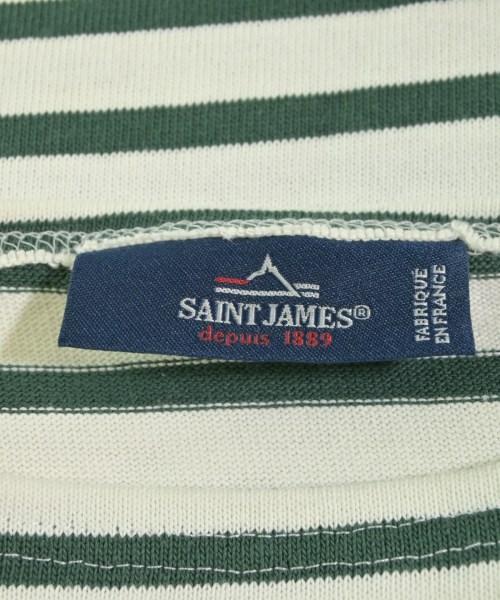 SAINT JAMES®
depuis 1889
FABRIQUÉ
EN FRANCE